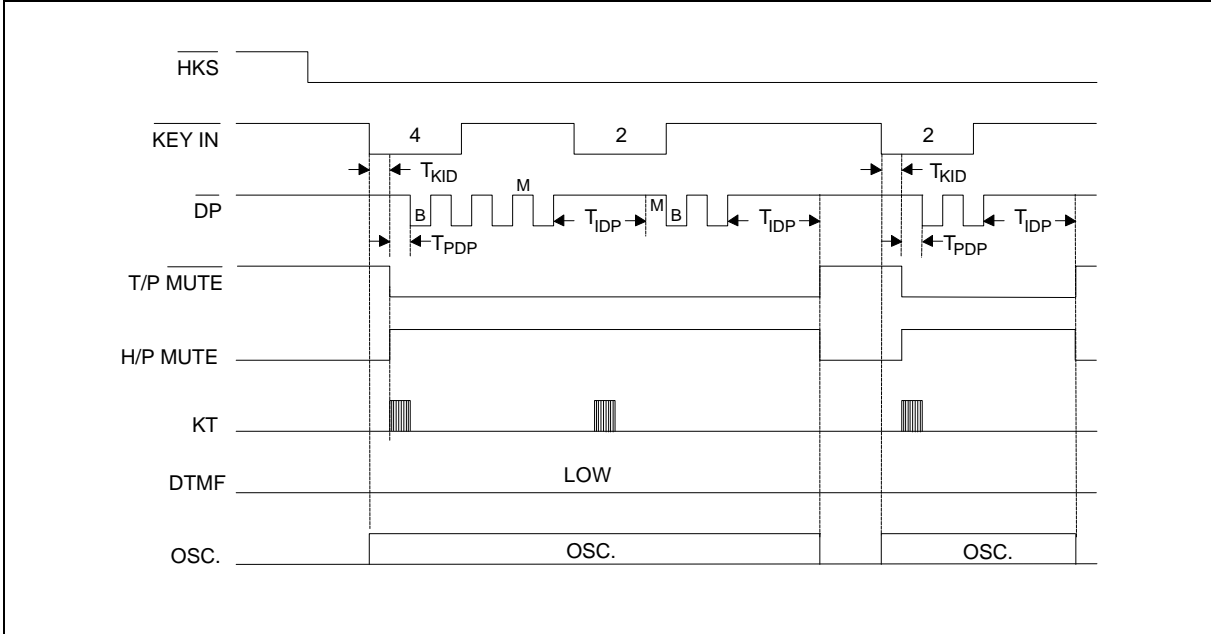 HKS
KEY IN
4
2
2
TKID
TKID
DP
B
M
TIDP
M
B
TIDP
TIDP
TPDP
TPDP
T/P MUTE
H/P MUTE
KT
DTMF
LOW
OSC.
OSC.
OSC.